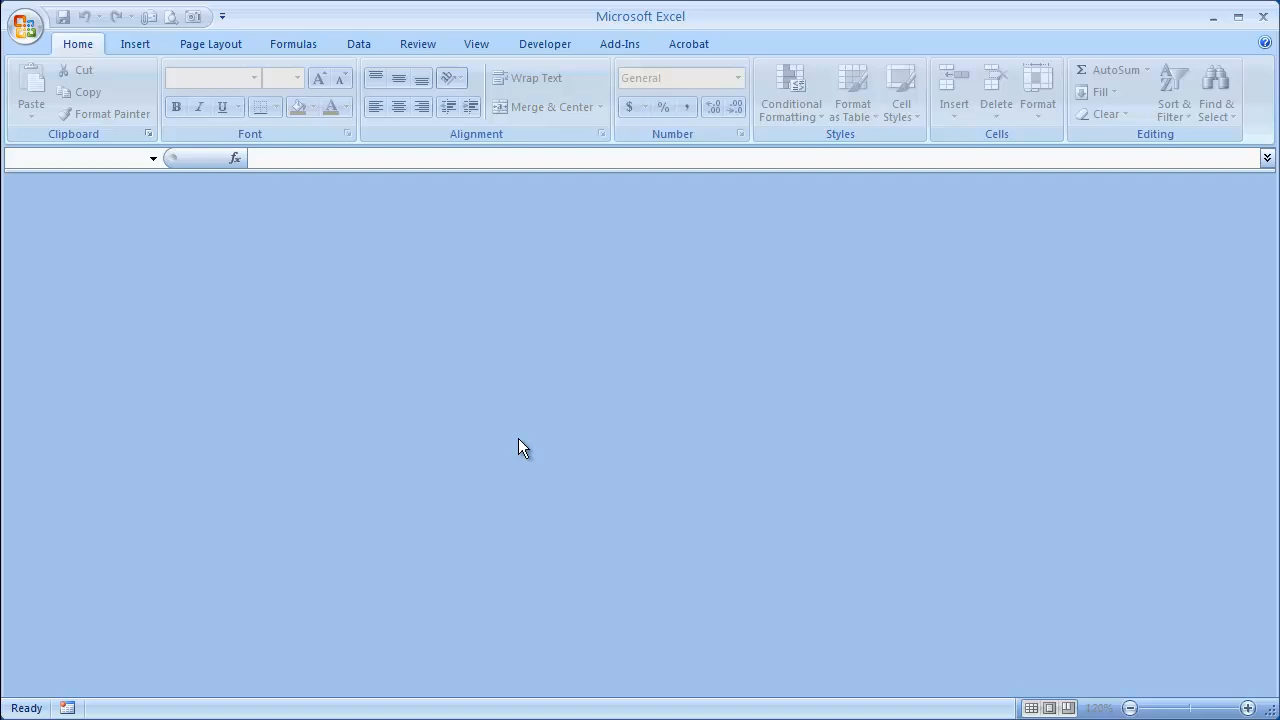 Microsoft Excel
Home Insert Page Layout Formulas Data Review View Developer Add-Ins Acrobat
Paste
Cut
Copy
Format Painter
Clipboard
B I U A
Font
Wrap Text
Merge & Center
Alignment
General
$ % ,
Number
Conditional Formatting
Format as Table
Cell Styles
Styles
Insert
Delete
Format
Cells
Σ AutoSum
Fill
Clear
Sort & Filter
Find & Select
Editing
fx
Ready
120%